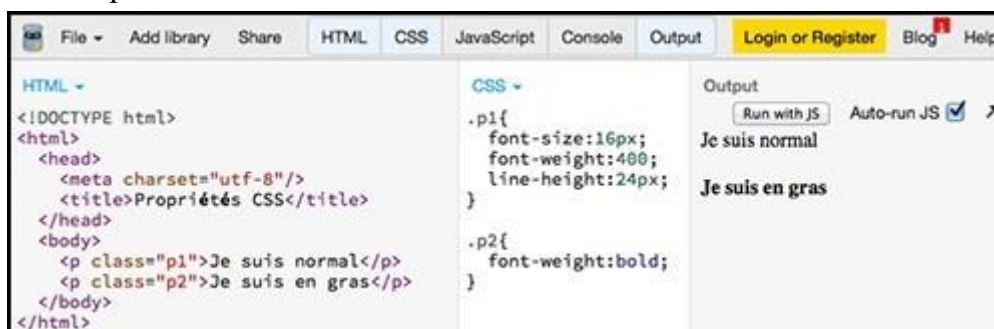 File Add library Share HTML CSS JavaScript Console Output Login or Register Blog Help
HTML
<!DOCTYPE html>
<html>
<head>
<meta charset="utf-8"/>
<title>Propriétés CSS</title>
</head>
<body>
<p class="p1">Je suis normal</p>
<p class="p2">Je suis en gras</p>
</body>
</html>
CSS
.p1{
font-size:16px;
font-weight:400;
line-height:24px;
}
.p2{
font-weight:bold;
}
Output
Run with JS Auto-run JS
Je suis normal
Je suis en gras